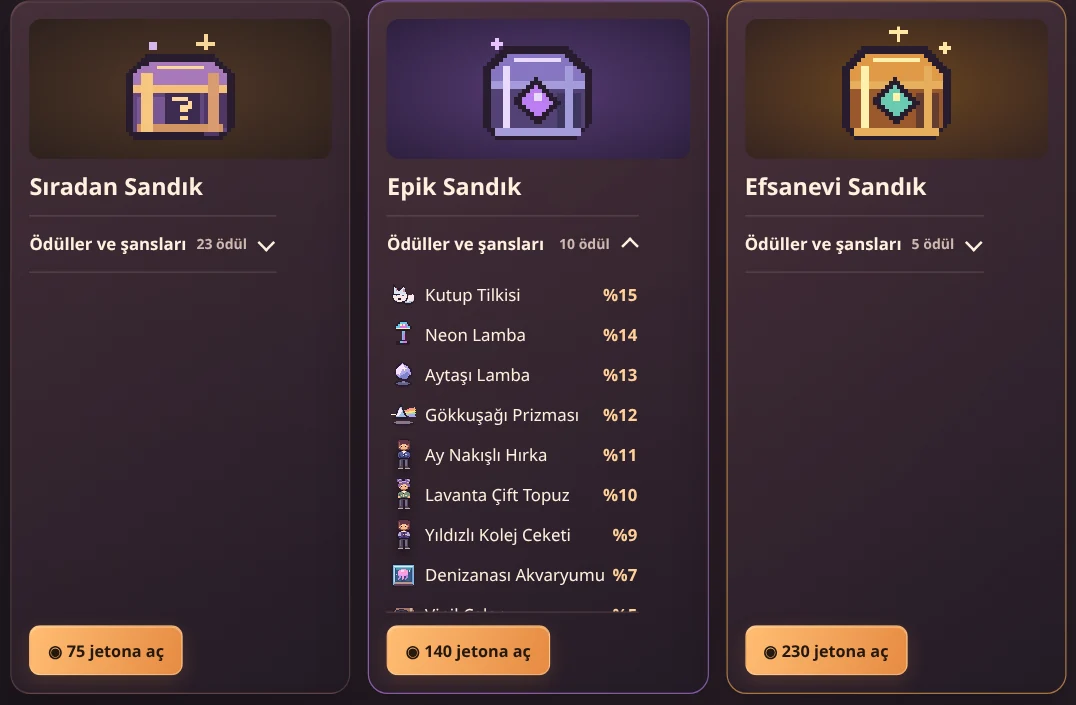 ?
Sıradan Sandık
Ödüller ve şansları 23 ödül
◉ 75 jetona aç
Epik Sandık
Ödüller ve şansları 10 ödül
Kutup Tilkisi %15
Neon Lamba %14
Aytaşı Lamba %13
Gökkuşağı Prizması %12
Ay Nakışlı Hırka %11
Lavanta Çift Topuz %10
Yıldızlı Kolej Ceketi %9
Denizanası Akvaryumu %7
◉ 140 jetona aç
Efsanevi Sandık
Ödüller ve şansları 5 ödül
◉ 230 jetona aç